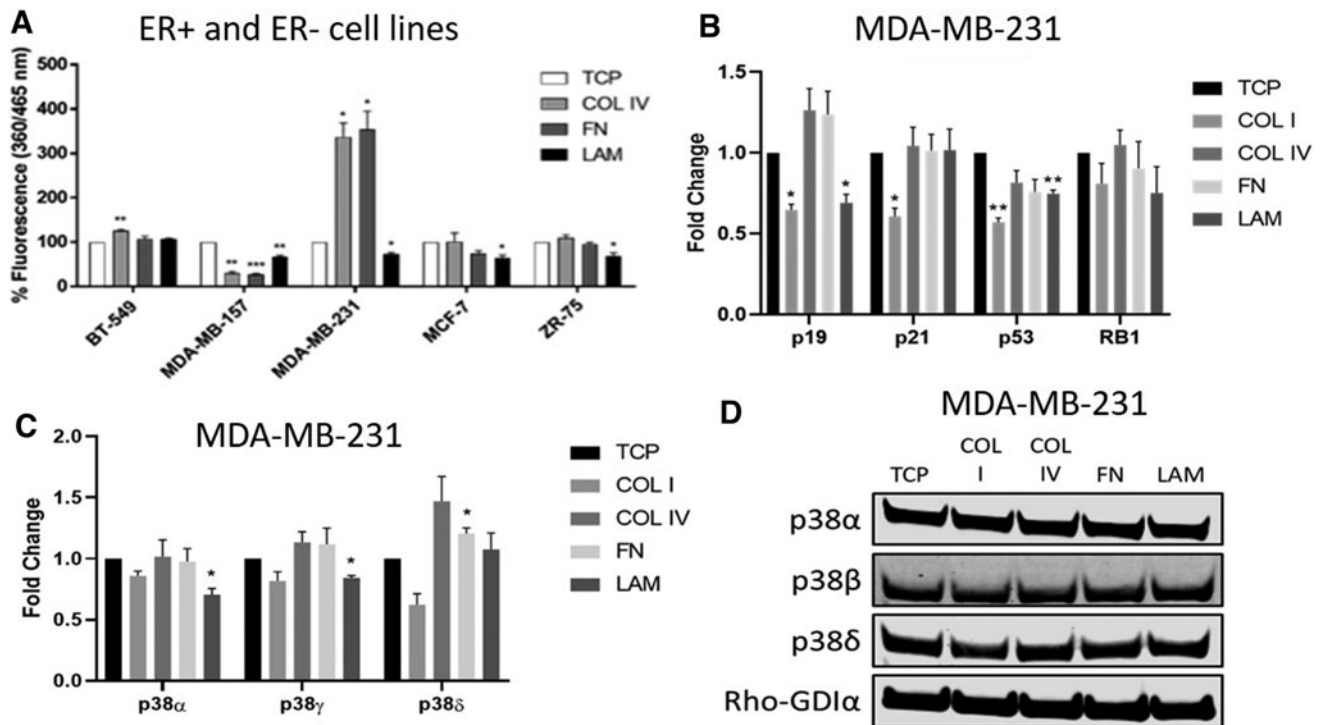 A
ER+ and ER- cell lines
% Fluorescence (360/465 nm)
500
400
300
200
100
0
** ** *** ** * * * * *
BT-549
MDA-MB-157
MDA-MB-231
MCF-7
ZR-75
TCP
COL IV
FN
LAM
B
MDA-MB-231
Fold Change
1.5
1.0
0.5
0.0
* * * ** **
p19
p21
p53
RB1
TCP
COL I
COL IV
FN
LAM
C
MDA-MB-231
Fold Change
2.0
1.5
1.0
0.5
0.0
* * *
p38α
p38γ
p38δ
TCP
COL I
COL IV
FN
LAM
D
MDA-MB-231
COL COL
TCP I IV FN LAM
p38α
p38β
p38δ
Rho-GDIα